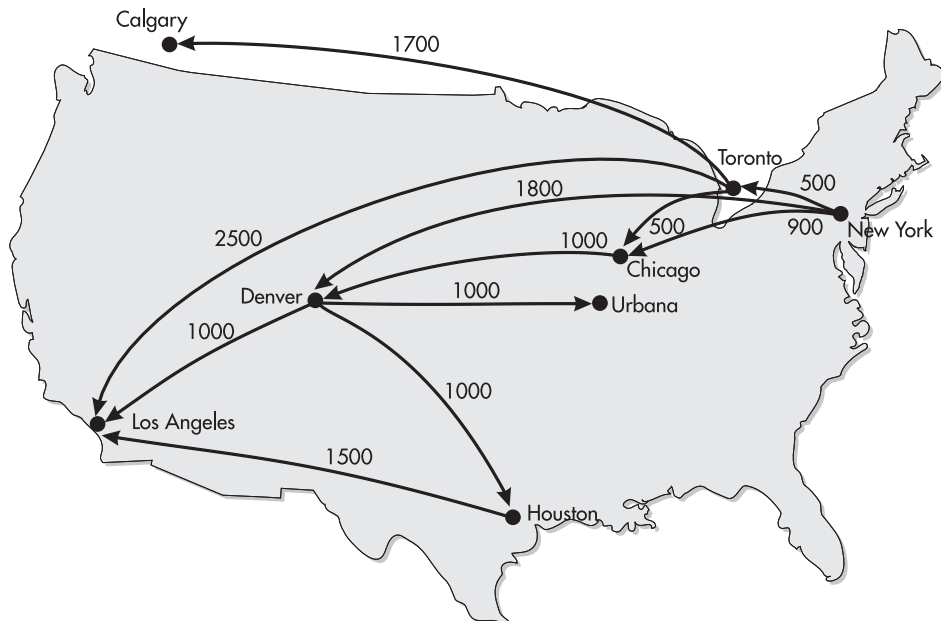 Calgary
1700
Toronto
500
1800
New York
2500
500
900
1000
Chicago
Denver
1000
Urbana
1000
1000
Los Angeles
1500
Houston